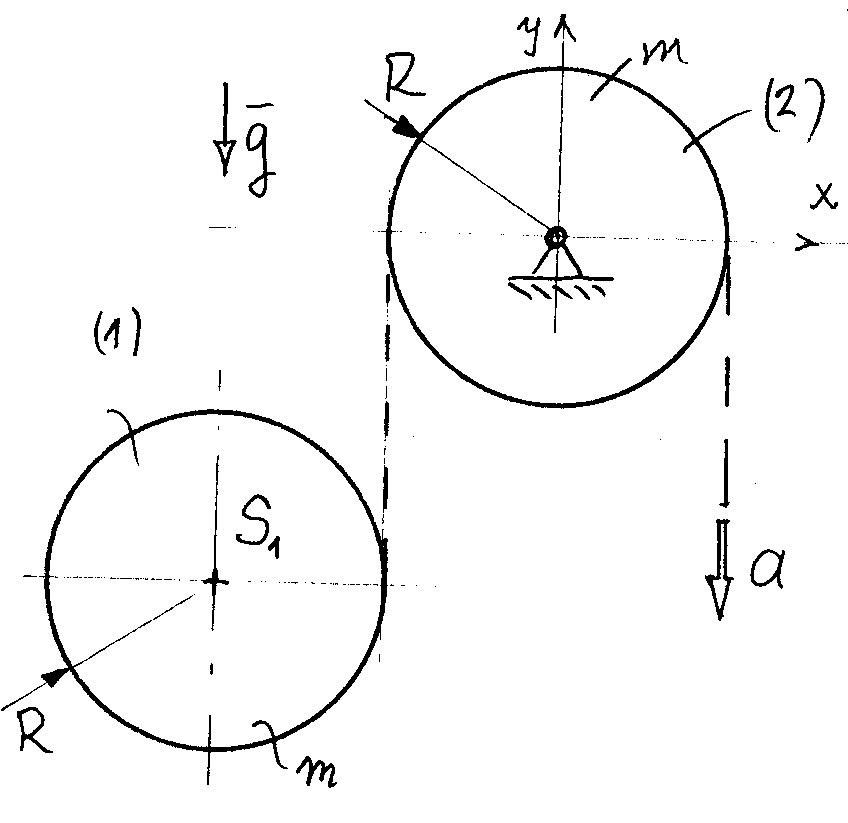 y
m
R
(2)
ḡ
x
(1)
S₁
a
R
m